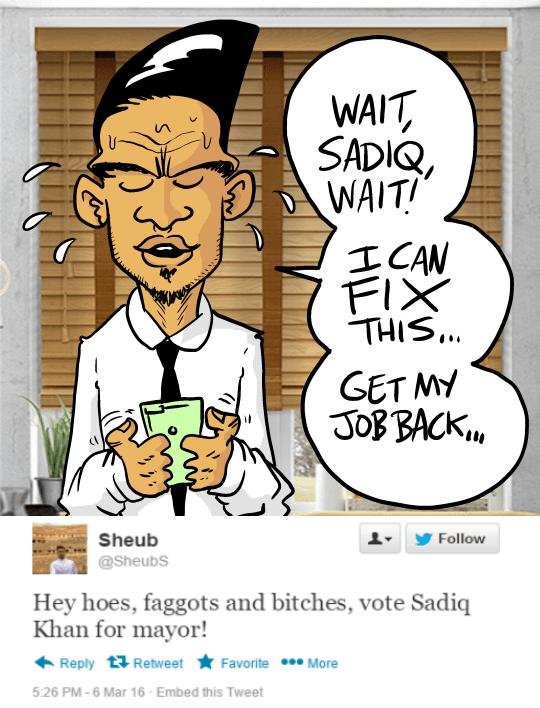 WAIT,
SADIQ,
WAIT!
I CAN
FIX
THIS...
GET MY
JOB BACK...
Sheub
@SheubS
Follow
Hey hoes, faggots and bitches, vote Sadiq
Khan for mayor!
Reply Retweet Favorite More
5:26 PM - 6 Mar 16 · Embed this Tweet